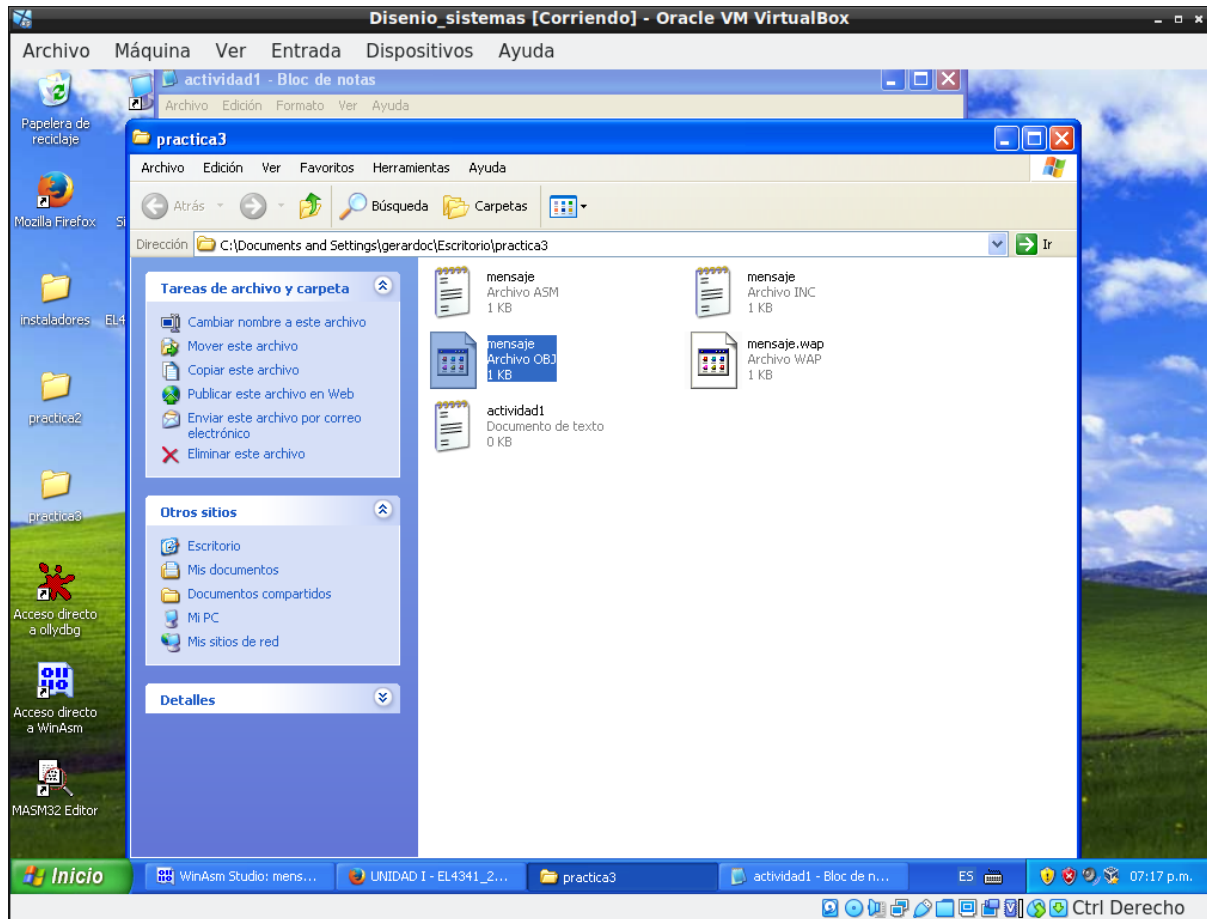 Disenio_sistemas [Corriendo] - Oracle VM VirtualBox
Archivo Máquina Ver Entrada Dispositivos Ayuda
actividad1 - Bloc de notas
Archivo Edición Formato Ver Ayuda
Papelera de
reciclaje
practica3
Archivo Edición Ver Favoritos Herramientas Ayuda
Atrás Búsqueda Carpetas
Mozilla Firefox Si
Dirección C:\Documents and Settings\gerardoc\Escritorio\practica3 Ir
Tareas de archivo y carpeta
Cambiar nombre a este archivo
Mover este archivo
Copiar este archivo
Publicar este archivo en Web
Enviar este archivo por correo
electrónico
Eliminar este archivo
Otros sitios
Escritorio
Mis documentos
Documentos compartidos
Mi PC
Mis sitios de red
Detalles
mensaje
Archivo ASM
1 KB
mensaje
Archivo INC
1 KB
mensaje
Archivo OBJ
1 KB
mensaje.wap
Archivo WAP
1 KB
actividad1
Documento de texto
0 KB
instaladores EL4
practica2
practica3
Acceso directo
a ollydbg
Acceso directo
a WinAsm
MASM32 Editor
Inicio WinAsm Studio: mens... UNIDAD I - EL4341_2... practica3 actividad1 - Bloc de n... ES 07:17 p.m.
Ctrl Derecho